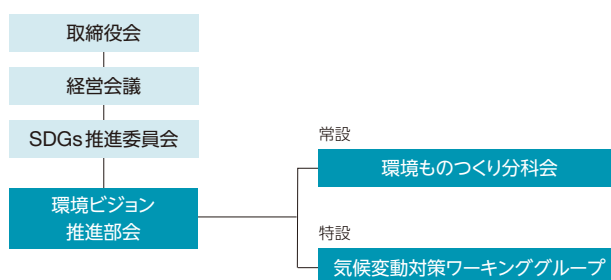 取締役会
経営会議
SDGs推進委員会
環境ビジョン
推進部会
常設
環境ものつくり分科会
特設
気候変動対策ワーキンググループ